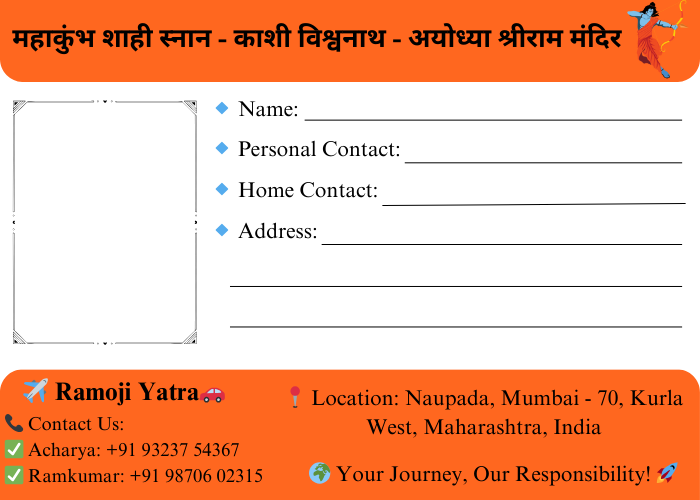 महाकुंभ शाही स्नान - काशी विश्वनाथ - अयोध्या श्रीराम मंदिर
Name:
Personal Contact:
Home Contact:
Address:
Ramoji Yatra
Contact Us:
Acharya: +91 93237 54367
Ramkumar: +91 98706 02315
Location: Naupada, Mumbai - 70, Kurla
West, Maharashtra, India
Your Journey, Our Responsibility!